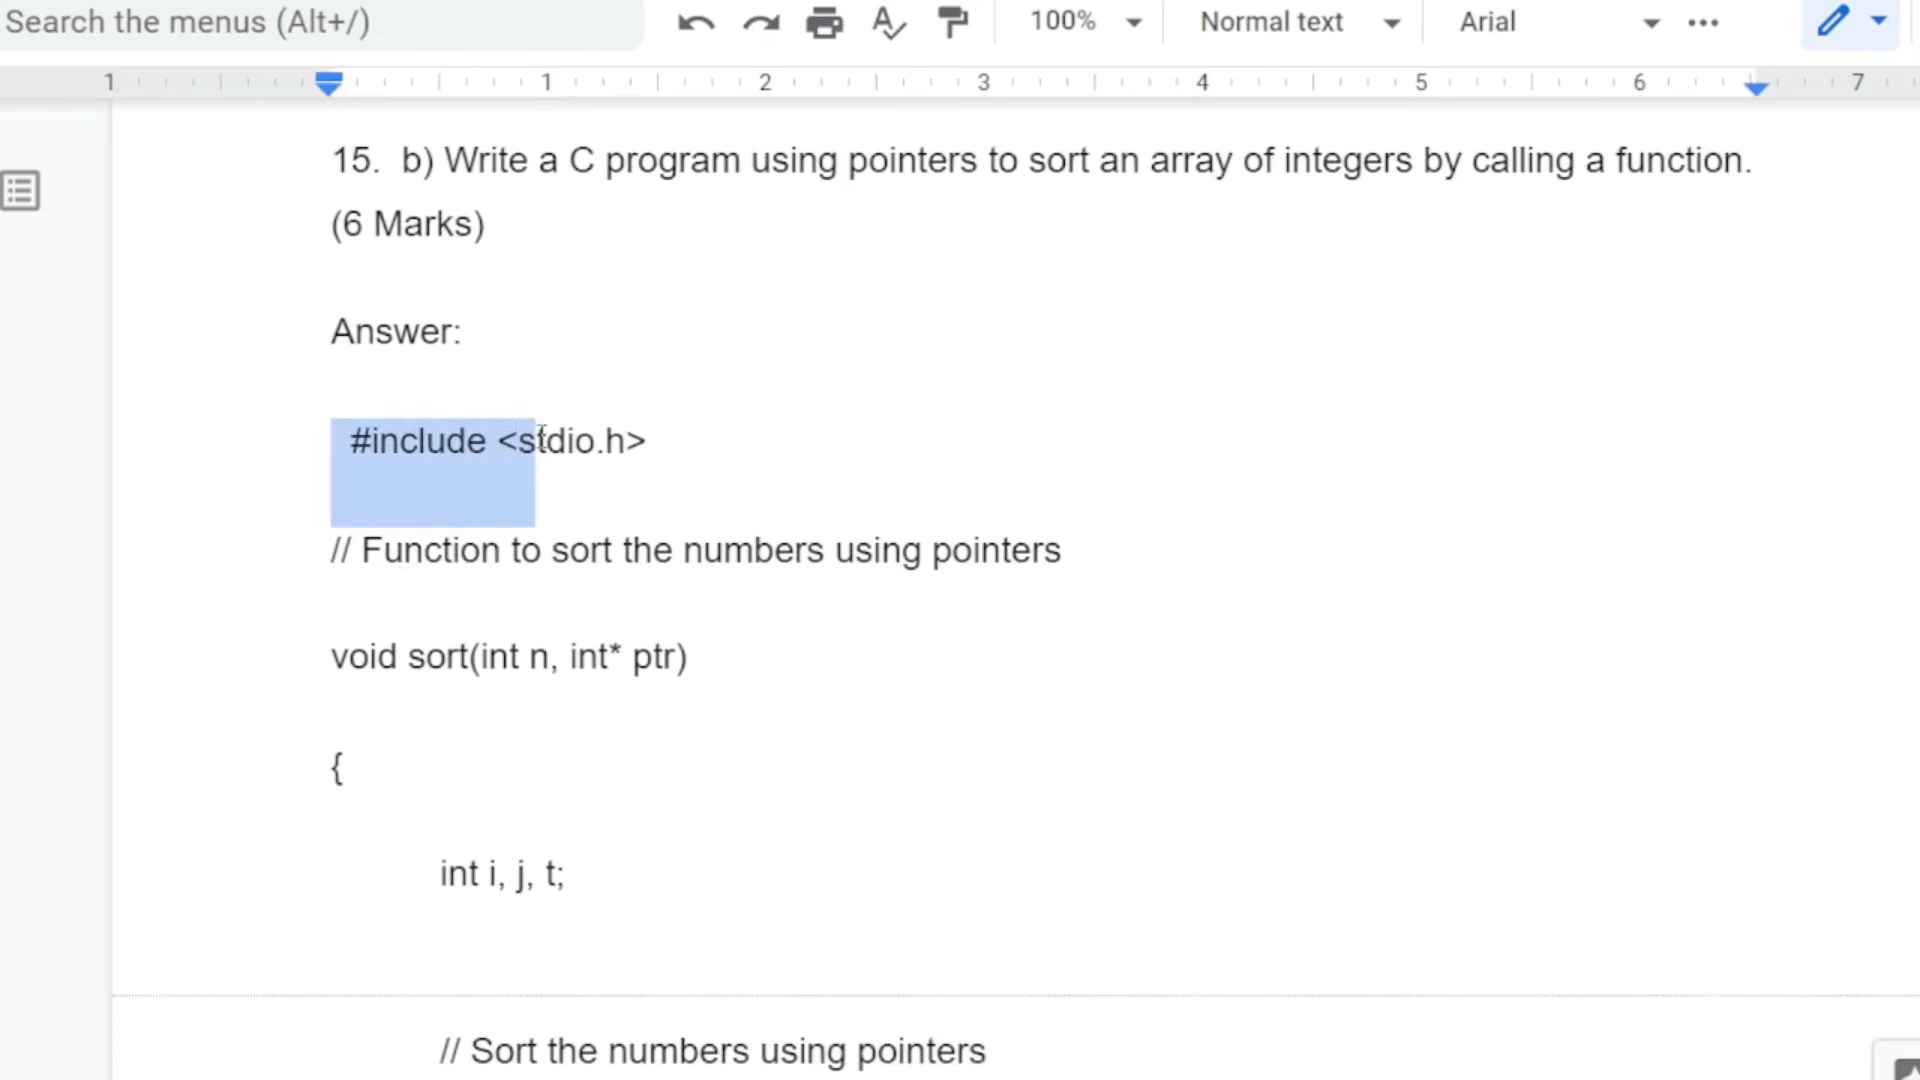 Search the menus (Alt+/)
100% Normal text Arial
1 1 2 3 4 5 6 7
15. b) Write a C program using pointers to sort an array of integers by calling a function.
(6 Marks)
Answer:
#include <stdio.h>
// Function to sort the numbers using pointers
void sort(int n, int* ptr)
{
int i, j, t;
// Sort the numbers using pointers